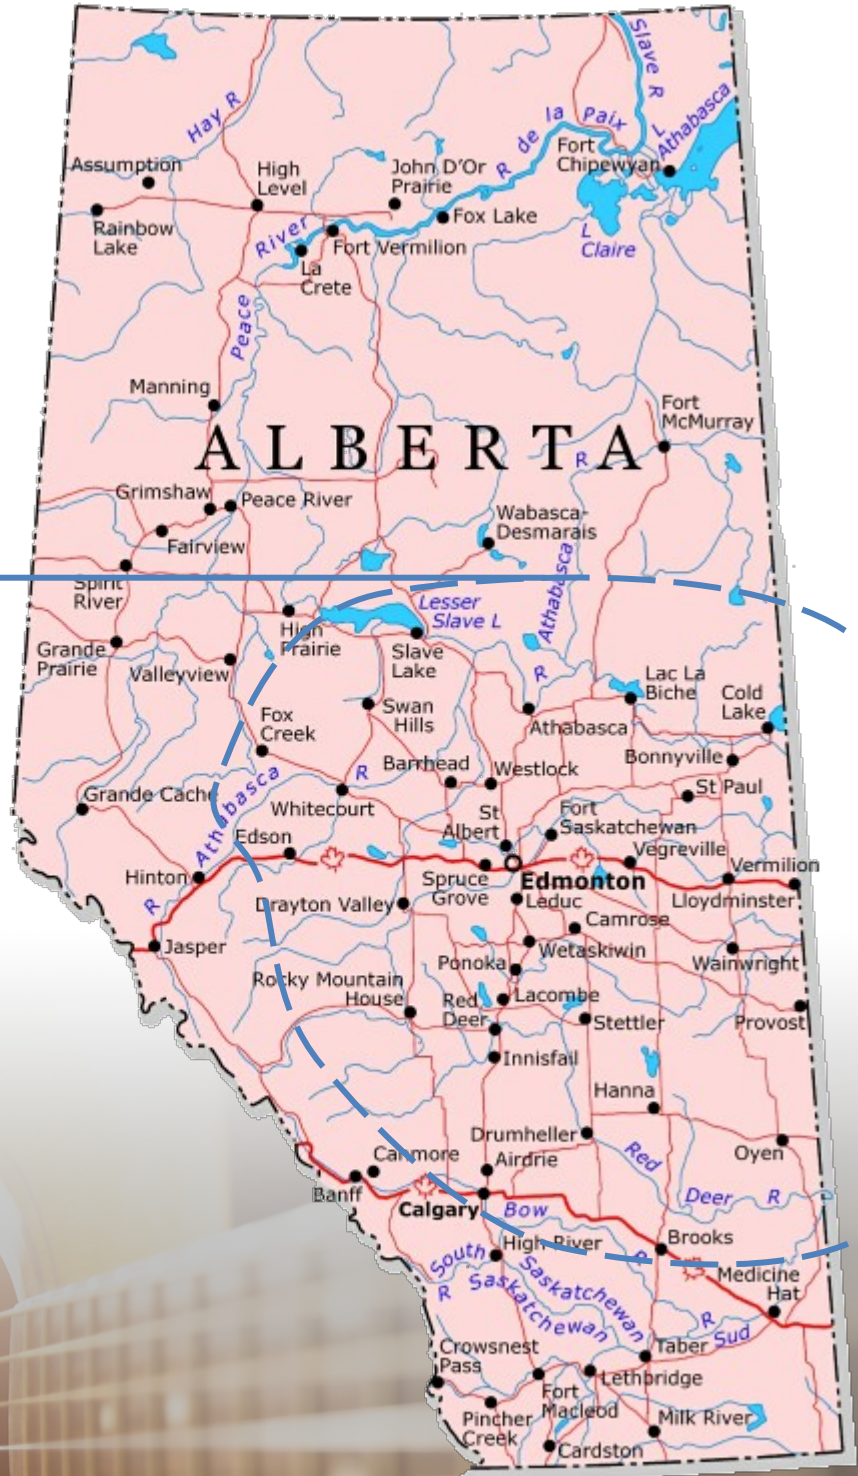 Slave R
Hay R
R de la Paix
L
Athabasca
Fort
Chipewyan
Assumption
High
Level
John D'Or
Prairie
Rainbow
Lake
Fox Lake
River
Fort Vermilion
L
Claire
La
Crete
Peace
Manning
Fort
McMurray
ALBERTA
R
Grimshaw
Peace River
Wabasca-
Desmarais
Fairview
Athabasca
Spirit
River
Lesser
Slave L
High
Prairie
Grande
Prairie
Slave
Lake
Valleyview
R
Lac La
Biche
Cold
Lake
Swan
Hills
Fox
Creek
Athabasca
Bonnyville
Barrhead
Westlock
R
Athabasca
St Paul
Grande Cache
Whitecourt
St
Albert
Fort
Saskatchewan
Edson
Vegreville
Vermilion
Hinton
Spruce
Grove
Edmonton
Lloydminster
R
Drayton Valley
Leduc
Camrose
Jasper
Wetaskiwin
Ponoka
Wainwright
Rocky Mountain
House
Red
Deer
Lacombe
Stettler
Provost
Innisfail
Hanna
Drumheller
Oyen
Canmore
Airdrie
Red
Deer R
Banff
Calgary
Bow
R
Brooks
High River
South
Saskatchewan
R
Saskatchewan
Medicine
Hat
R
Sud
Crowsnest
Pass
Taber
Lethbridge
Fort
Macleod
Pincher
Creek
Milk River
Cardston